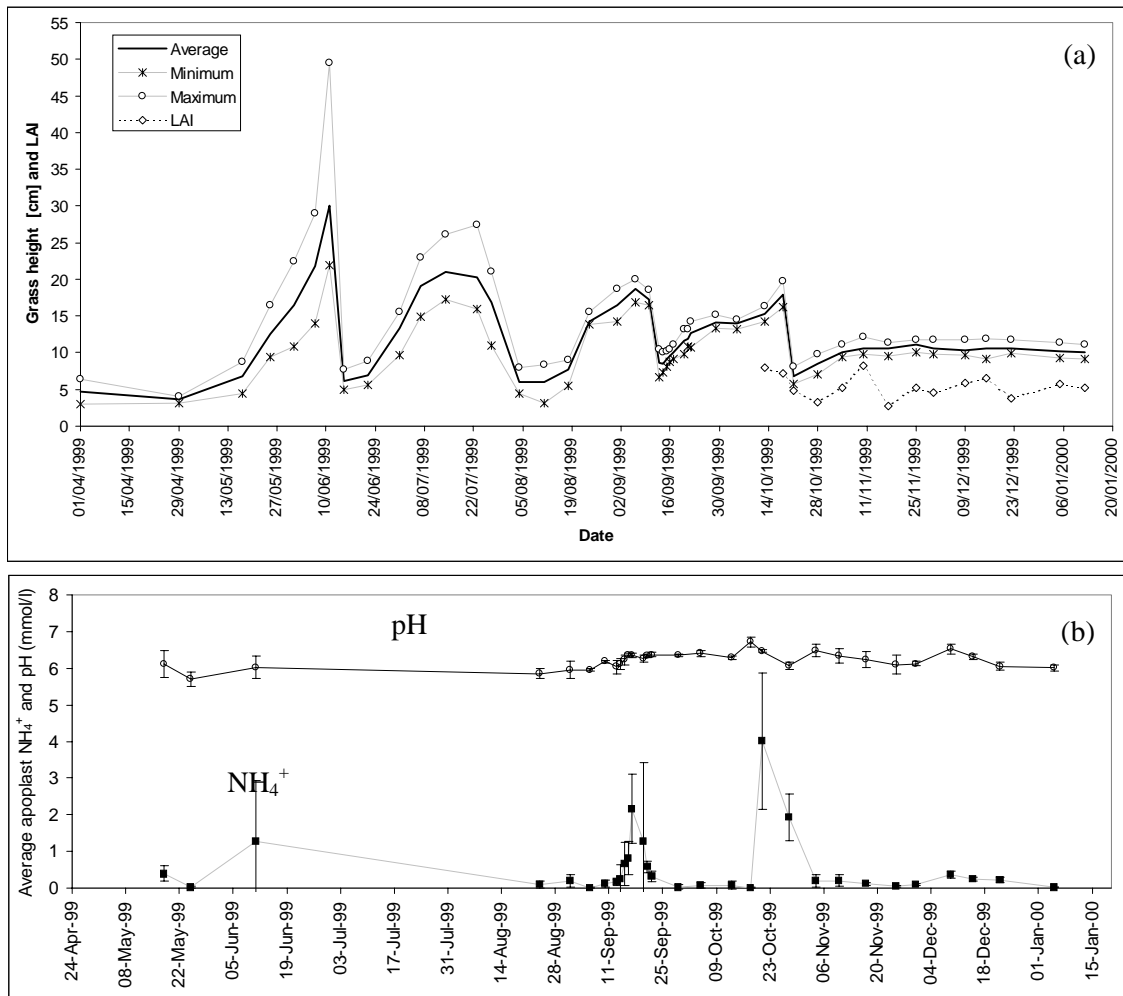 (a)
Average
Minimum
Maximum
LAI
Grass height [cm] and LAI
55
50
45
40
35
30
25
20
15
10
5
0
01/04/1999
15/04/1999
29/04/1999
13/05/1999
27/05/1999
10/06/1999
24/06/1999
08/07/1999
22/07/1999
05/08/1999
19/08/1999
02/09/1999
16/09/1999
30/09/1999
14/10/1999
28/10/1999
11/11/1999
25/11/1999
09/12/1999
23/12/1999
06/01/2000
20/01/2000
Date
(b)
pH
NH₄⁺
Average apoplast NH₄⁺ and pH (mmol/l)
8
7
6
5
4
3
2
1
0
24-Apr-99
08-May-99
22-May-99
05-Jun-99
19-Jun-99
03-Jul-99
17-Jul-99
31-Jul-99
14-Aug-99
28-Aug-99
11-Sep-99
25-Sep-99
09-Oct-99
23-Oct-99
06-Nov-99
20-Nov-99
04-Dec-99
18-Dec-99
01-Jan-00
15-Jan-00